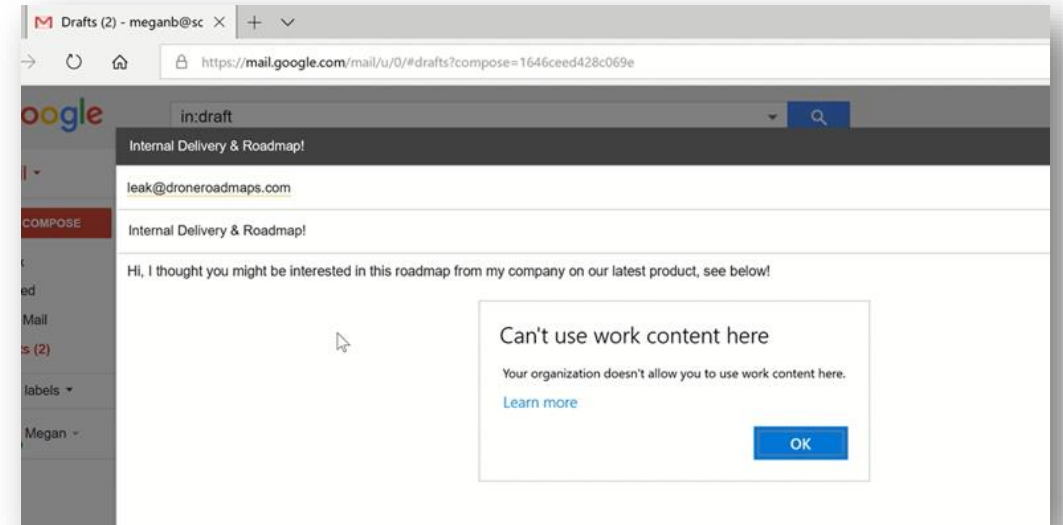 Drafts (2) - meganb@sc
https://mail.google.com/mail/u/0/#drafts?compose=1646ceed428c069e
oogle
in:draft
Internal Delivery & Roadmap!
leak@droneroadmaps.com
COMPOSE
Internal Delivery & Roadmap!
Hi, I thought you might be interested in this roadmap from my company on our latest product, see below!
ed
Mail
s (2)
labels
Megan
Can't use work content here
Your organization doesn't allow you to use work content here.
Learn more
OK